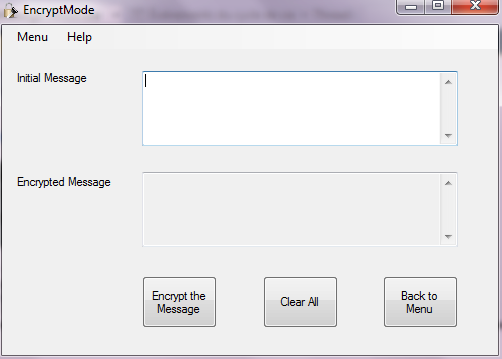 EncryptMode
Menu Help
Initial Message
Encrypted Message
Encrypt the
Message
Clear All
Back to
Menu